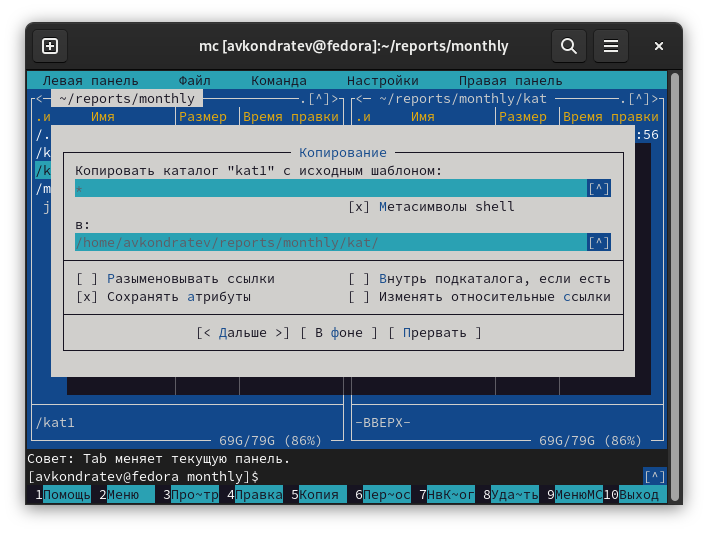 mc [avkondratev@fedora]:~/reports/monthly
Левая панель Файл Команда Настройки Правая панель
<─ ~/reports/monthly .[^]> <─ ~/reports/monthly/kat .[^]>
.и Имя Размер Время правки .и Имя Размер Время правки
/. :56
/k
/k
/m
j
Копирование
Копировать каталог "kat1" с исходным шаблоном:
* [^]
[x] Метасимволы shell
в:
/home/avkondratev/reports/monthly/kat/ [^]
[ ] Разыменовывать ссылки [ ] Внутрь подкаталога, если есть
[x] Сохранять атрибуты [ ] Изменять относительные ссылки
[< Дальше >] [ В фоне ] [ Прервать ]
/kat1 -ВВЕРХ-
69G/79G (86%) 69G/79G (86%)
Совет: Tab меняет текущую панель.
[avkondratev@fedora monthly]$ [^]
1Помощь 2Меню 3Про~тр 4Правка 5Копия 6Пер~ос 7НвК~ог 8Уда~ть 9МенюМС 10Выход